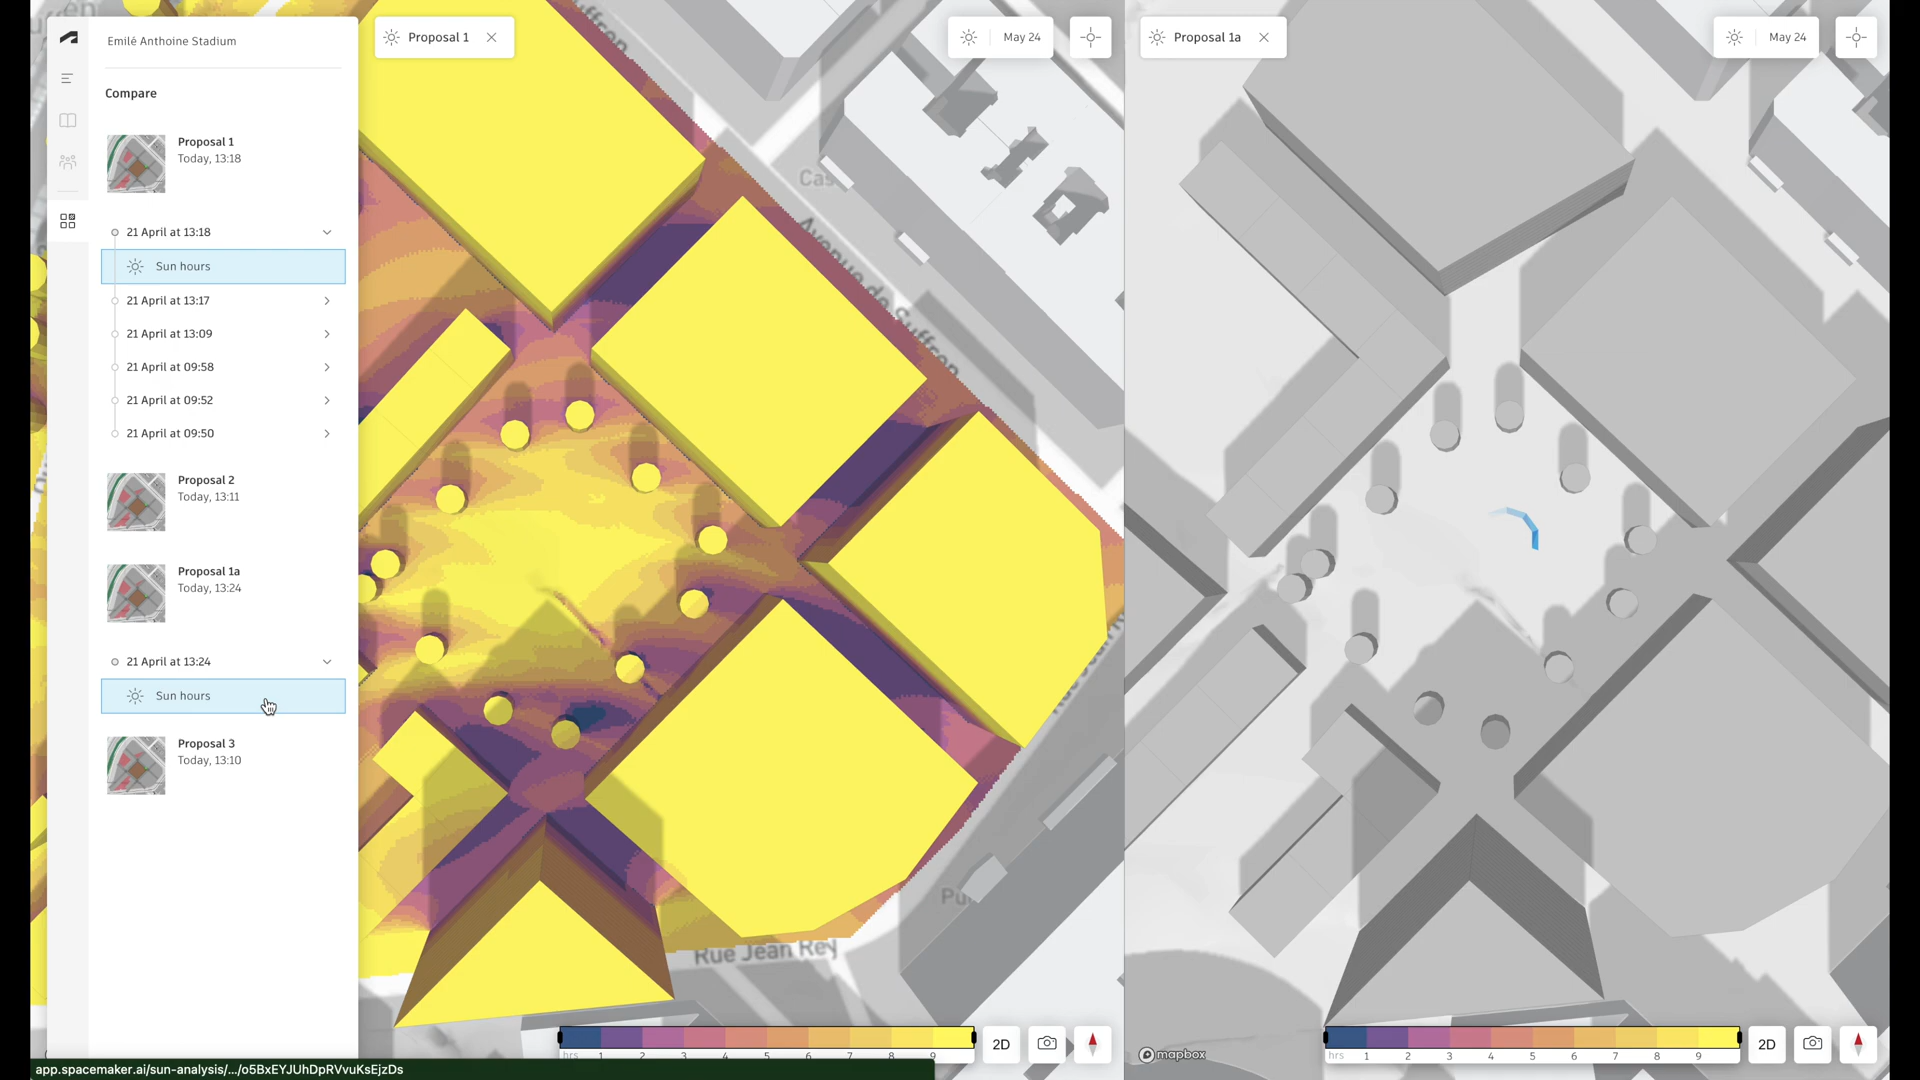 Emilé Anthoine Stadium
Compare
Proposal 1
Today, 13:18
21 April at 13:18
Sun hours
21 April at 13:17
21 April at 13:09
21 April at 09:58
21 April at 09:52
21 April at 09:50
Proposal 2
Today, 13:11
Proposal 1a
Today, 13:24
21 April at 13:24
Sun hours
Proposal 3
Today, 13:10
app.spacemaker.ai/sun-analysis/.../o5BxEYJUhDpRVvuKsEjzDs
Proposal 1
May 24
Avenue de Suffren
Rue Jean Rey
hrs 1 2 3 4 5 6 7 8 9
2D
Proposal 1a
May 24
mapbox
hrs 1 2 3 4 5 6 7 8 9
2D